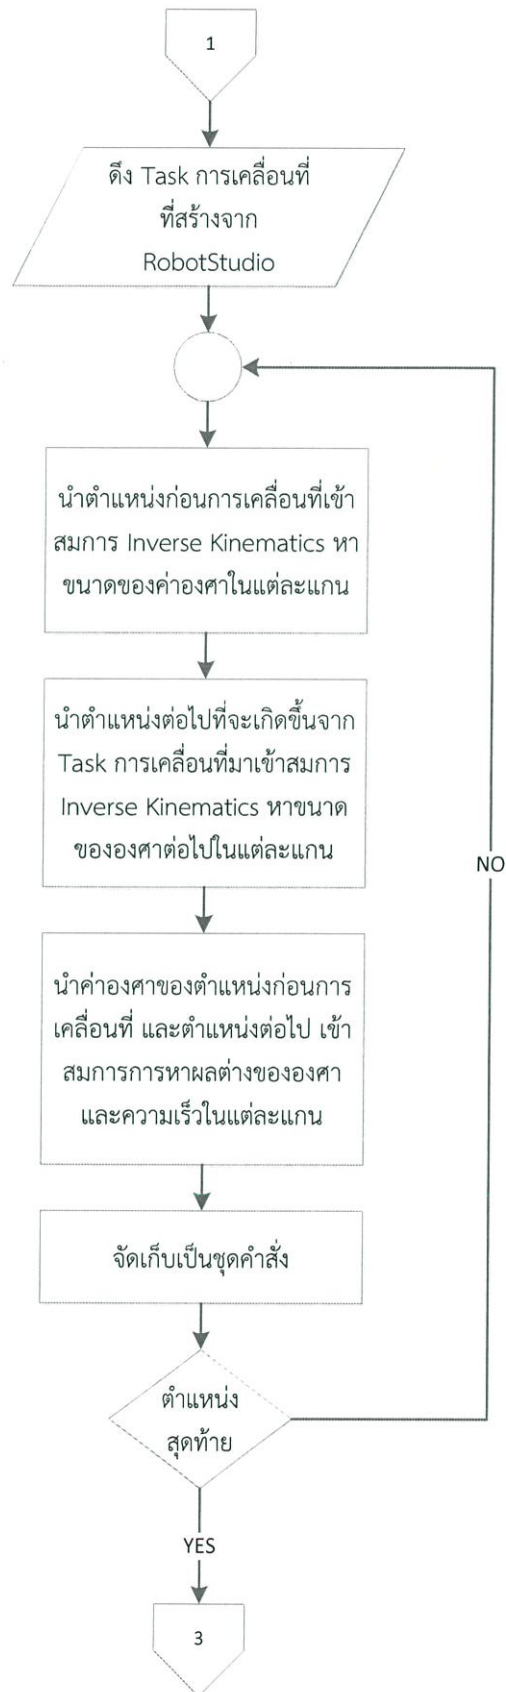 1
ดึง Task การเคลื่อนที่
ที่สร้างจาก
RobotStudio
นำตำแหน่งก่อนการเคลื่อนที่เข้า
สมการ Inverse Kinematics หา
ขนาดของค่าองศาในแต่ละแกน
นำตำแหน่งต่อไปที่จะเกิดขึ้นจาก
Task การเคลื่อนที่มาเข้าสมการ
Inverse Kinematics หาขนาด
ขององศาต่อไปในแต่ละแกน
NO
นำค่าองศาของตำแหน่งก่อนการ
เคลื่อนที่ และตำแหน่งต่อไป เข้า
สมการการหาผลต่างขององศา
และความเร็วในแต่ละแกน
จัดเก็บเป็นชุดคำสั่ง
ตำแหน่ง
สุดท้าย
YES
3